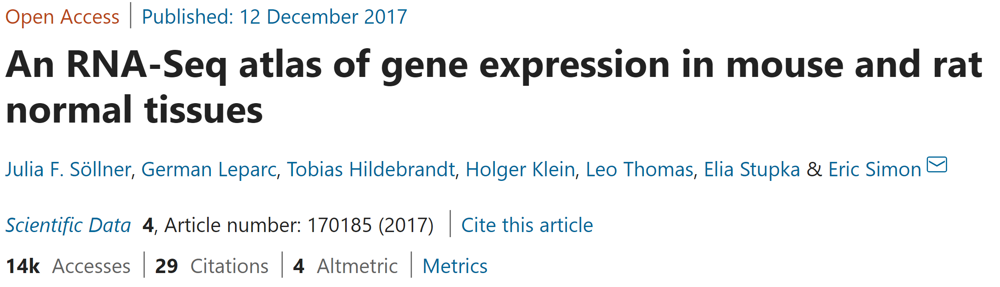 Open Access | Published: 12 December 2017
An RNA-Seq atlas of gene expression in mouse and rat
normal tissues
Julia F. Söllner, German Leparc, Tobias Hildebrandt, Holger Klein, Leo Thomas, Elia Stupka & Eric Simon
Scientific Data 4, Article number: 170185 (2017) | Cite this article
14k Accesses | 29 Citations | 4 Altmetric | Metrics